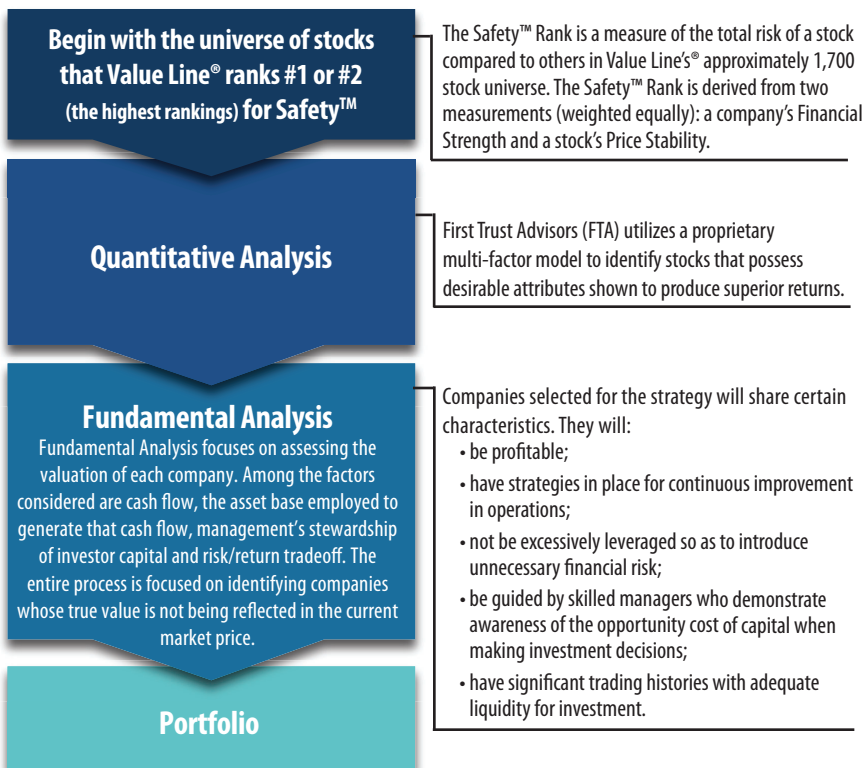 Begin with the universe of stocks
that Value Line® ranks #1 or #2
(the highest rankings) for Safety™
The Safety™ Rank is a measure of the total risk of a stock
compared to others in Value Line's® approximately 1,700
stock universe. The Safety™ Rank is derived from two
measurements (weighted equally): a company's Financial
Strength and a stock's Price Stability.
Quantitative Analysis
First Trust Advisors (FTA) utilizes a proprietary
multi-factor model to identify stocks that possess
desirable attributes shown to produce superior returns.
Fundamental Analysis
Fundamental Analysis focuses on assessing the
valuation of each company. Among the factors
considered are cash flow, the asset base employed to
generate that cash flow, management's stewardship
of investor capital and risk/return tradeoff. The
entire process is focused on identifying companies
whose true value is not being reflected in the current
market price.
Companies selected for the strategy will share certain
characteristics. They will:
• be profitable;
• have strategies in place for continuous improvement
in operations;
• not be excessively leveraged so as to introduce
unnecessary financial risk;
• be guided by skilled managers who demonstrate
awareness of the opportunity cost of capital when
making investment decisions;
• have significant trading histories with adequate
liquidity for investment.
Portfolio